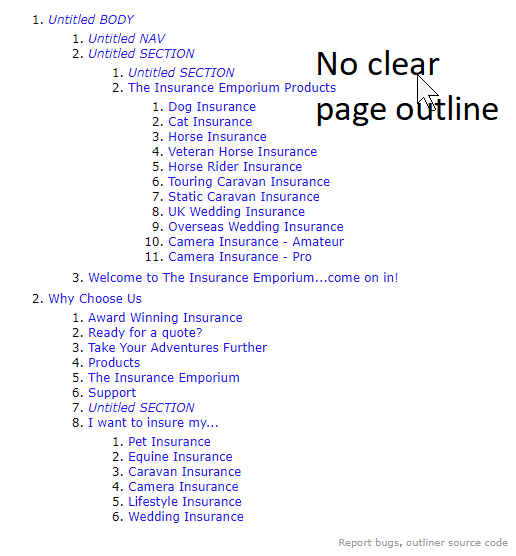 1. Untitled BODY
1. Untitled NAV
2. Untitled SECTION
1. Untitled SECTION
2. The Insurance Emporium Products
1. Dog Insurance
2. Cat Insurance
3. Horse Insurance
4. Veteran Horse Insurance
5. Horse Rider Insurance
6. Touring Caravan Insurance
7. Static Caravan Insurance
8. UK Wedding Insurance
9. Overseas Wedding Insurance
10. Camera Insurance - Amateur
11. Camera Insurance - Pro
3. Welcome to The Insurance Emporium...come on in!
2. Why Choose Us
1. Award Winning Insurance
2. Ready for a quote?
3. Take Your Adventures Further
4. Products
5. The Insurance Emporium
6. Support
7. Untitled SECTION
8. I want to insure my...
1. Pet Insurance
2. Equine Insurance
3. Caravan Insurance
4. Camera Insurance
5. Lifestyle Insurance
6. Wedding Insurance
No clear
page outline
Report bugs, outliner source code